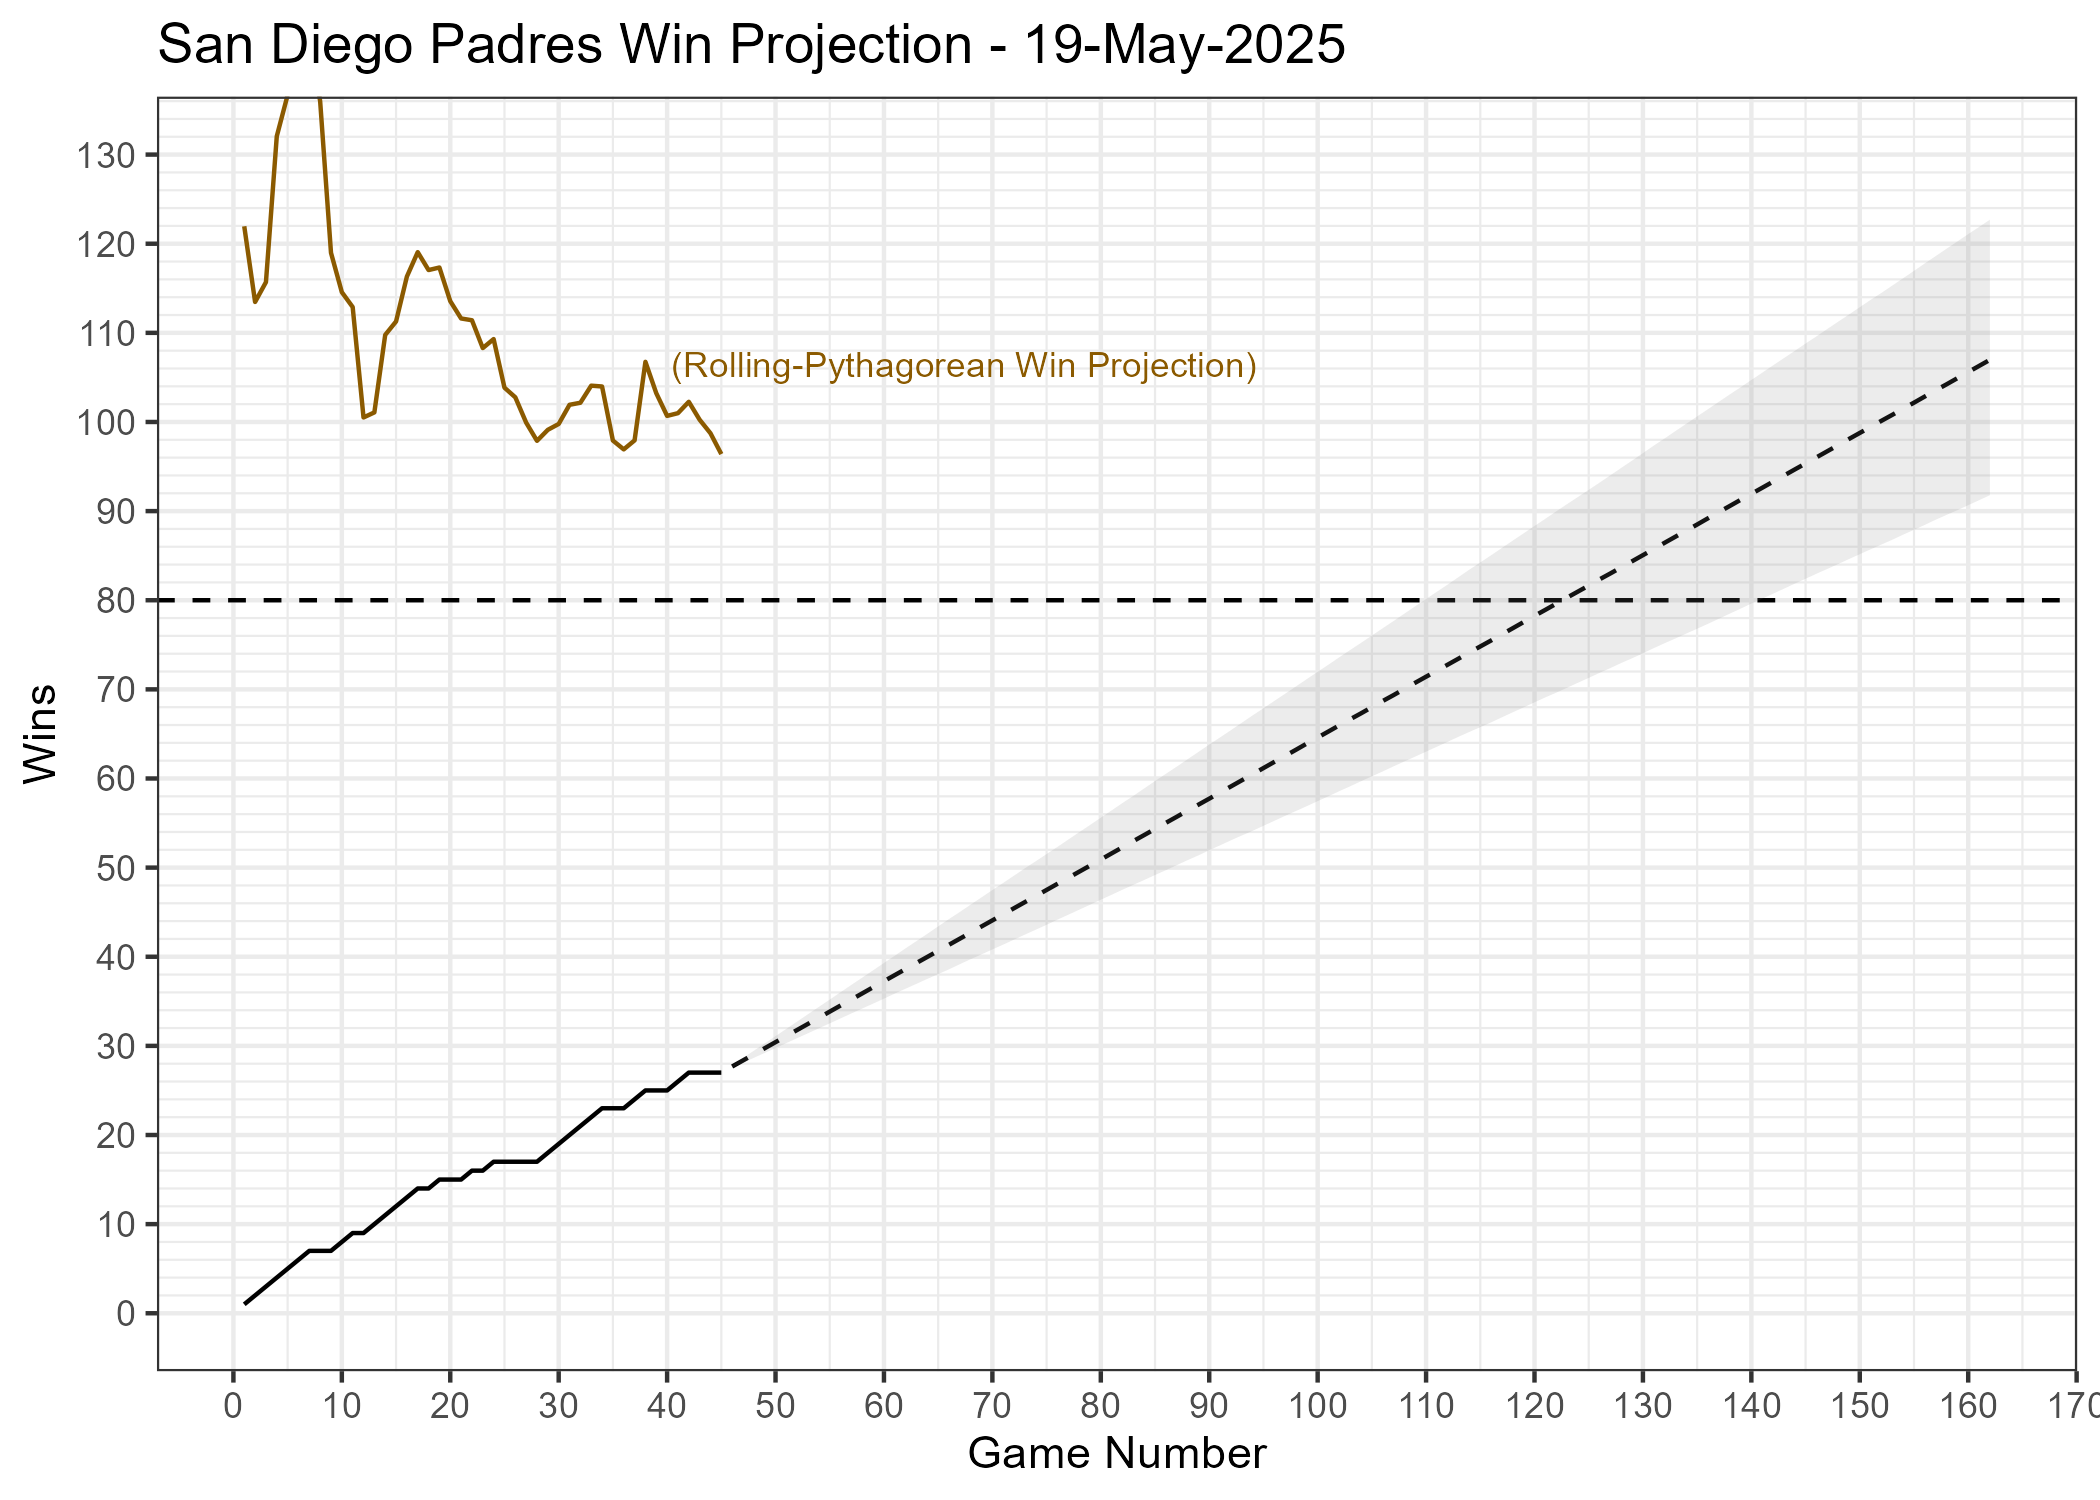 San Diego Padres Win Projection - 19-May-2025
130
120
110
100
90
80
70
60
50
40
30
20
10
0
(Rolling-Pythagorean Win Projection)
Wins
0 10 20 30 40 50 60 70 80 90 100 110 120 130 140 150 160 170
Game Number